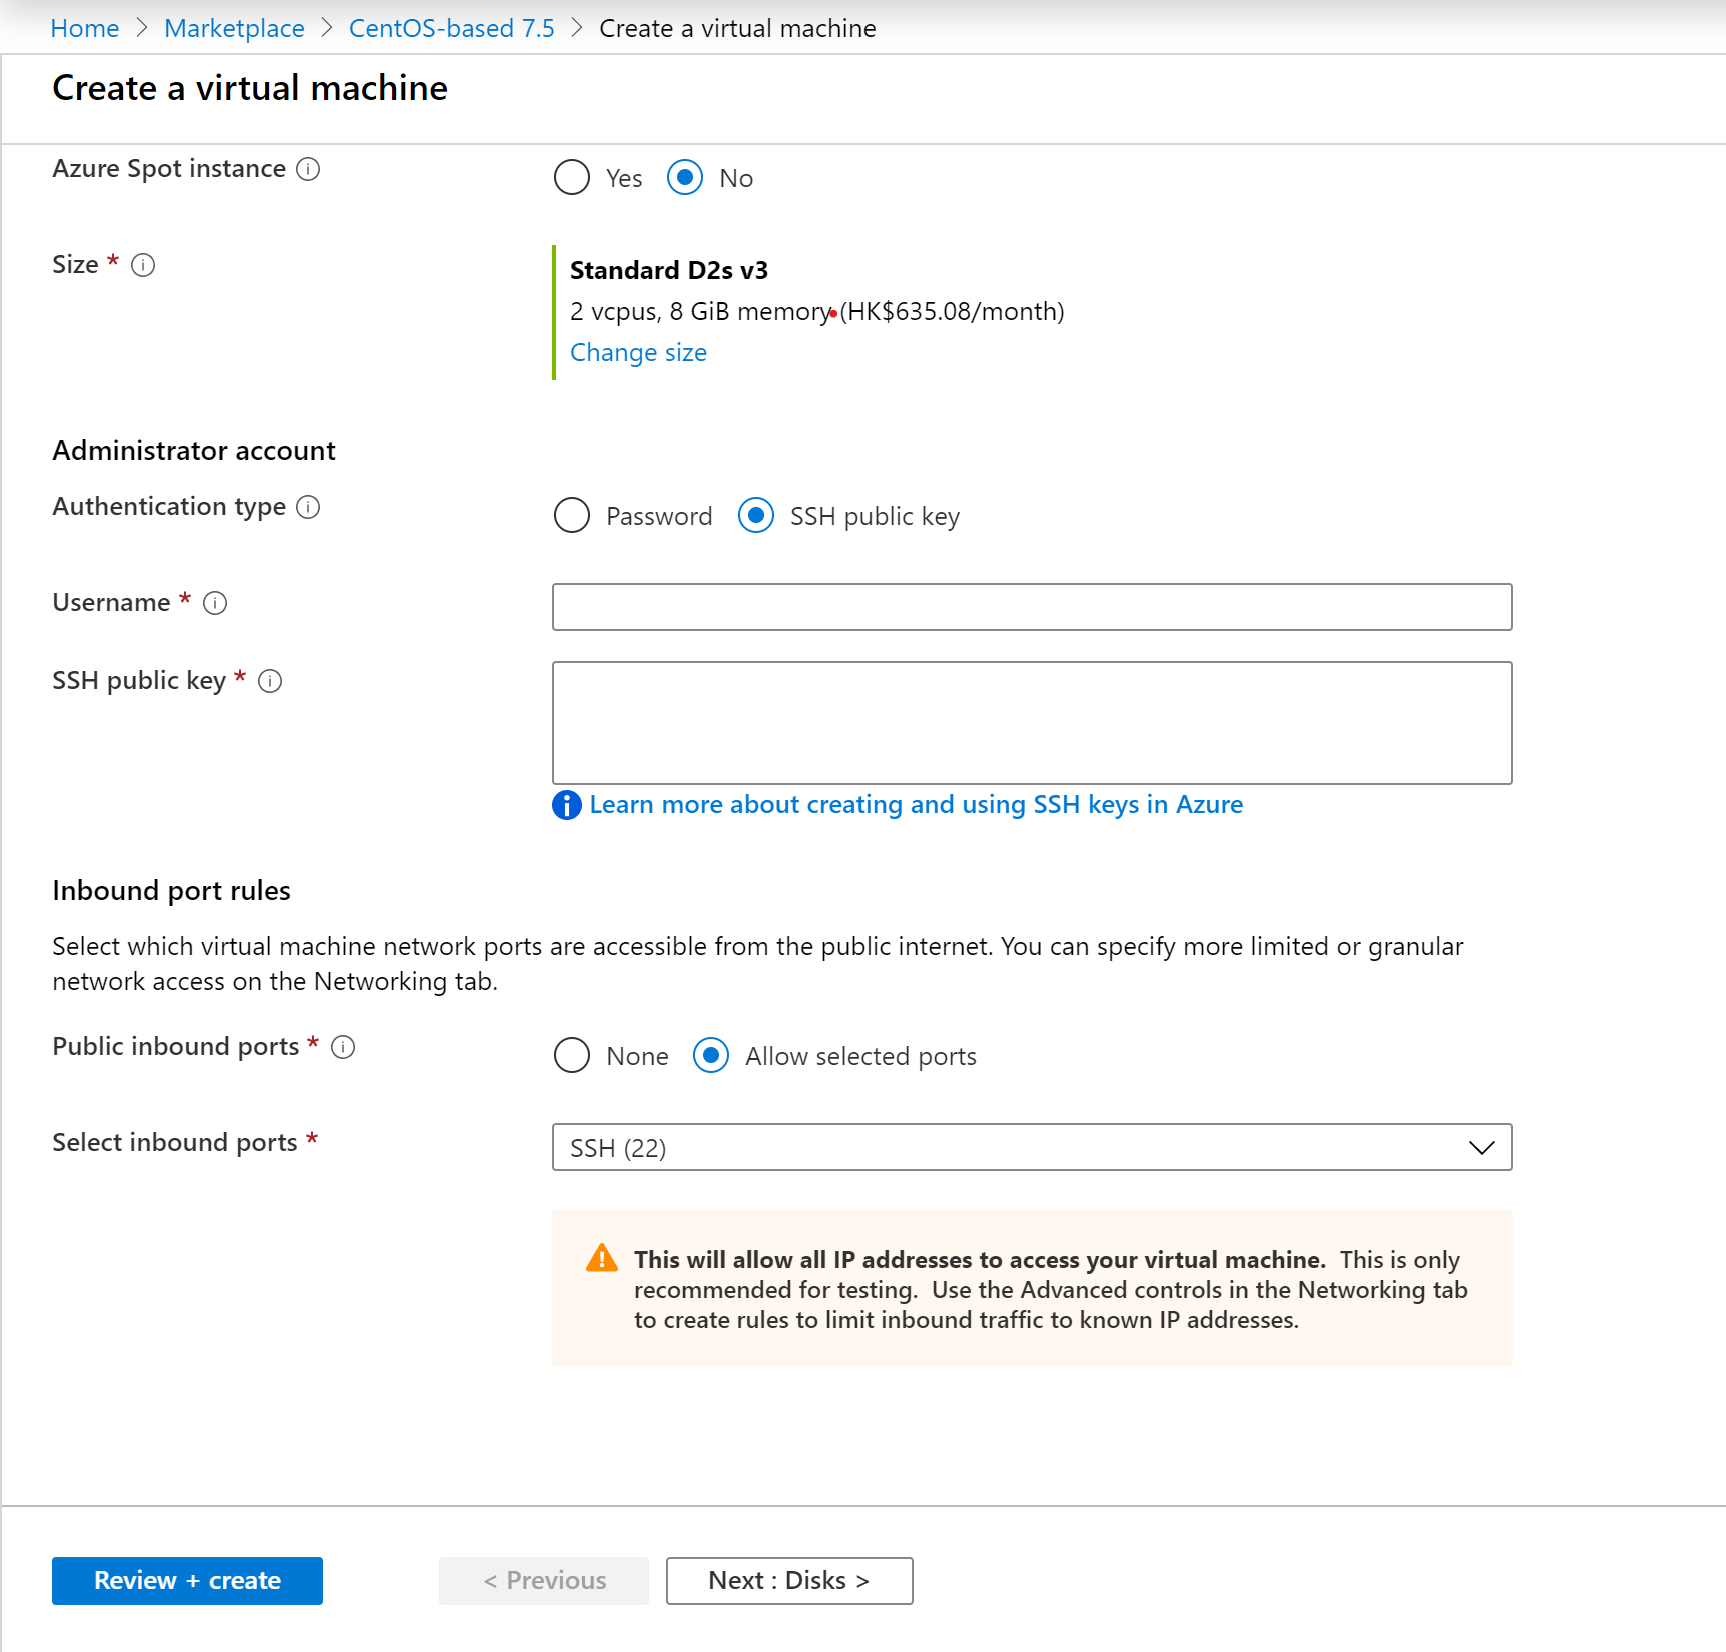 Home > Marketplace > CentOS-based 7.5 > Create a virtual machine
Create a virtual machine
Azure Spot instance
Yes No
Size *
Standard D2s v3
2 vcpus, 8 GiB memory (HK$635.08/month)
Change size
Administrator account
Authentication type
Password SSH public key
Username *
SSH public key *
Learn more about creating and using SSH keys in Azure
Inbound port rules
Select which virtual machine network ports are accessible from the public internet. You can specify more limited or granular
network access on the Networking tab.
Public inbound ports *
None Allow selected ports
Select inbound ports *
SSH (22)
This will allow all IP addresses to access your virtual machine. This is only
recommended for testing. Use the Advanced controls in the Networking tab
to create rules to limit inbound traffic to known IP addresses.
Review + create < Previous Next : Disks >